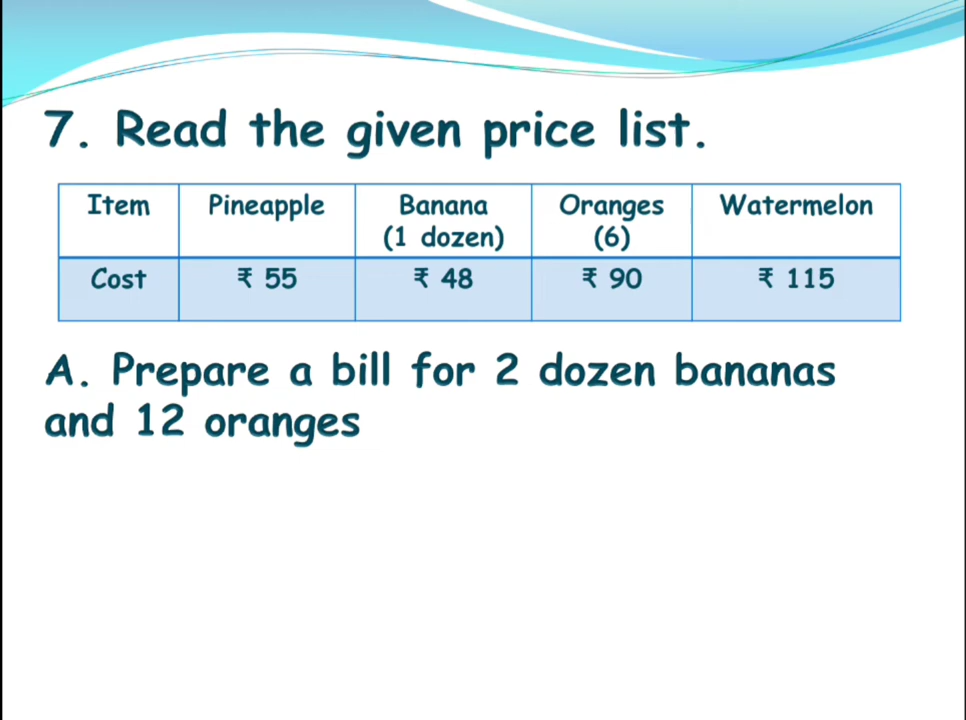 7. Read the given price list.
Item Pineapple Banana (1 dozen) Oranges (6) Watermelon
Cost ₹ 55 ₹ 48 ₹ 90 ₹ 115
A. Prepare a bill for 2 dozen bananas
and 12 oranges